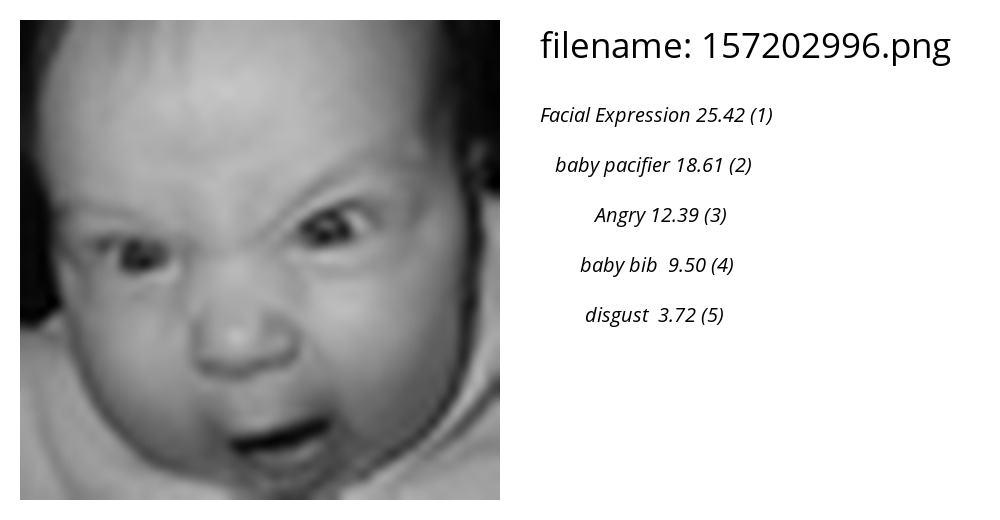 filename: 157202996.png
Facial Expression 25.42 (1)
baby pacifier 18.61 (2)
Angry 12.39 (3)
baby bib 9.50 (4)
disgust 3.72 (5)